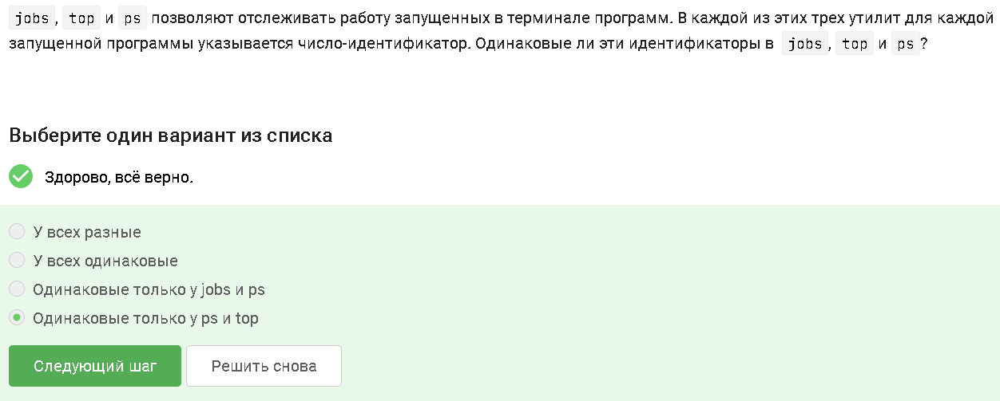 jobs, top и ps позволяют отслеживать работу запущенных в терминале программ. В каждой из этих трех утилит для каждой
запущенной программы указывается число-идентификатор. Одинаковые ли эти идентификаторы в jobs, top и ps?
Выберите один вариант из списка
Здорово, всё верно.
У всех разные
У всех одинаковые
Одинаковые только у jobs и ps
Одинаковые только у ps и top
Следующий шаг Решить снова